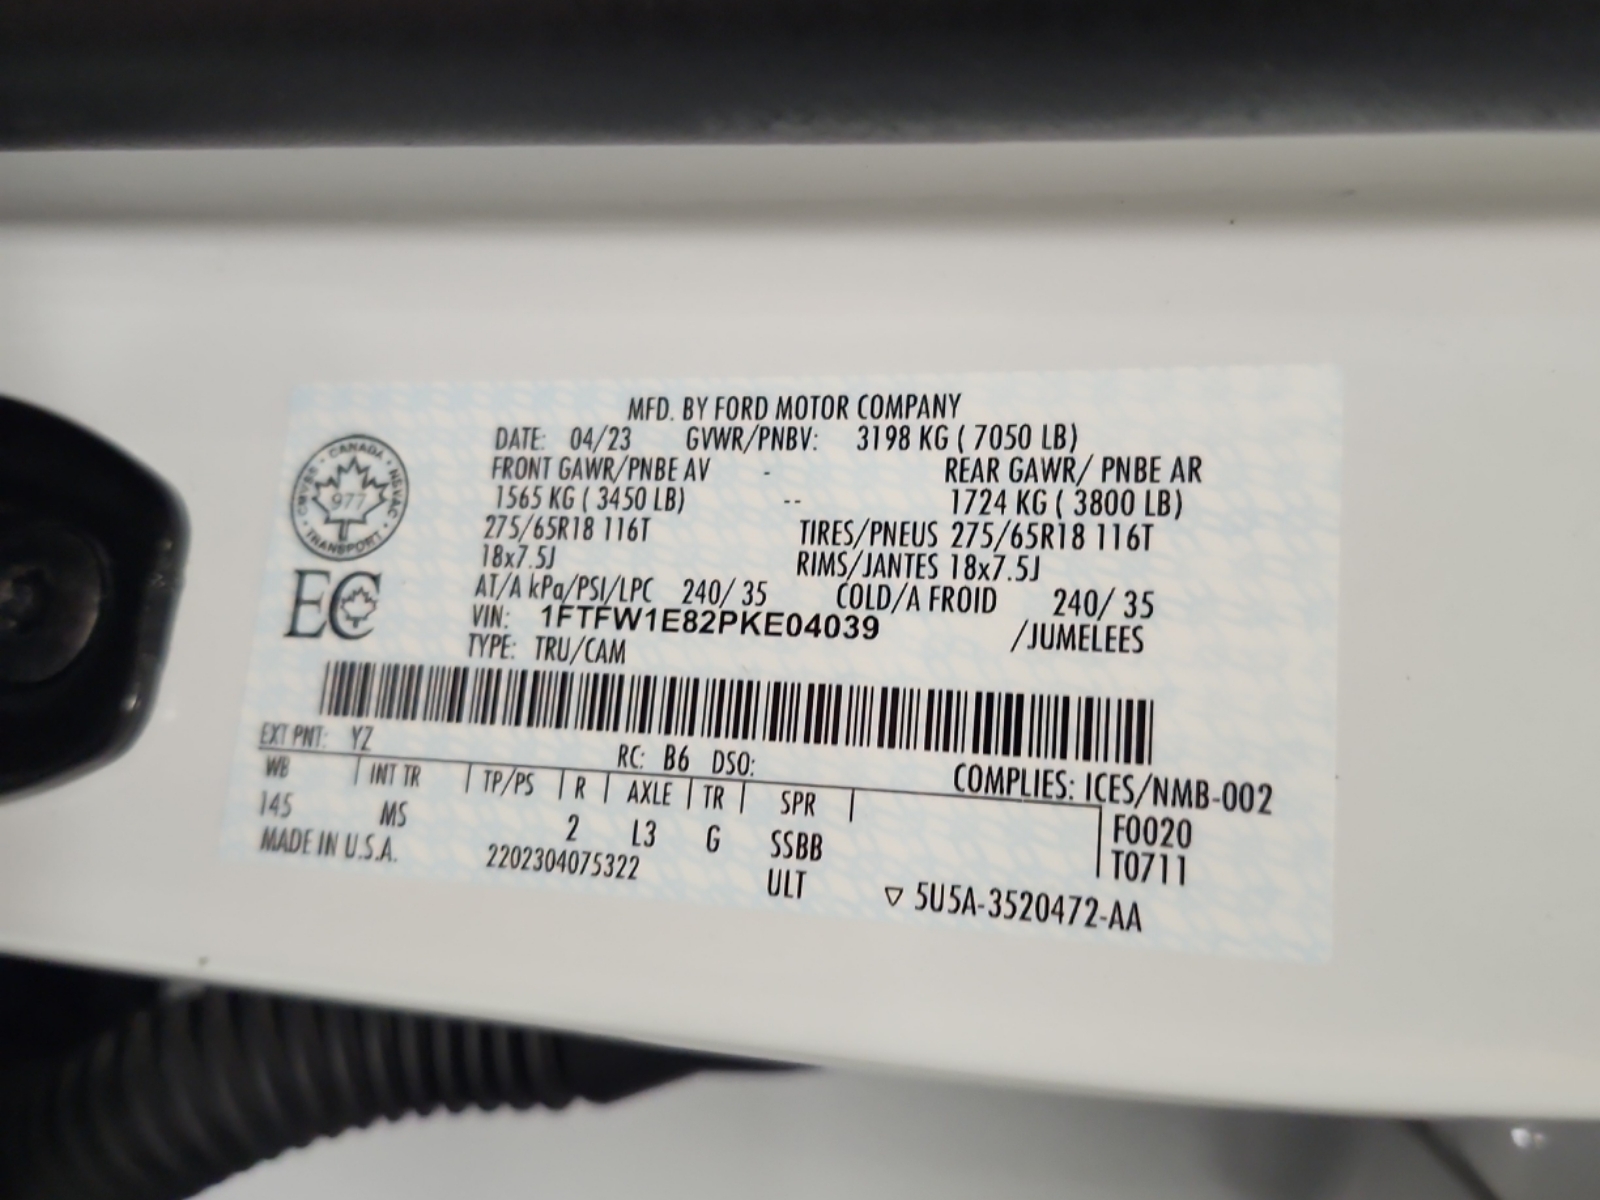 MFD. BY FORD MOTOR COMPANY
DATE: 04/23 GVWR/PNBV: 3198 KG ( 7050 LB)
FRONT GAWR/PNBE AV - REAR GAWR/ PNBE AR
1565 KG ( 3450 LB) -- 1724 KG ( 3800 LB)
275/65R18 116T TIRES/PNEUS 275/65R18 116T
18x7.5J RIMS/JANTES 18x7.5J
AT/A kPa/PSI/LPC 240/ 35 COLD/A FROID 240/ 35
VIN: 1FTFW1E82PKE04039 /JUMELEES
TYPE: TRU/CAM
CMVSS · CANADA · NSVAC · TRANSPORT
977
EC
EXT PNT: YZ RC: B6 DSO:
COMPLIES: ICES/NMB-002
WB | INT TR | TP/PS | R | AXLE | TR | SPR |
145 MS 2 L3 G SSBB F0020
MADE IN U.S.A. 2202304075322 ULT T0711
▽ 5U5A-3520472-AA